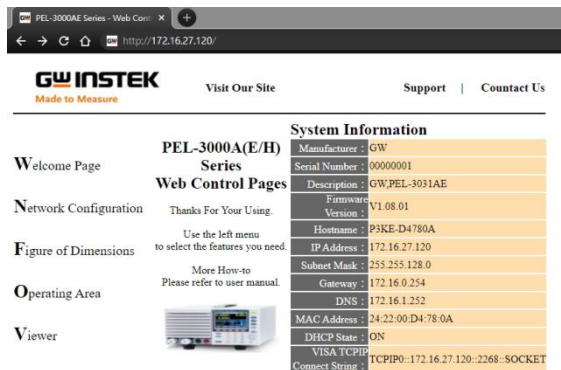 PEL-3000AE Series - Web Cont
http://172.16.27.120/
GW INSTEK
Made to Measure
Visit Our Site
Support | Countact Us
Welcome Page
Network Configuration
Figure of Dimensions
Operating Area
Viewer
PEL-3000A(E/H)
Series
Web Control Pages
Thanks For Your Using.
Use the left menu
to select the features you need.
More How-to
Please refer to user manual.
System Information
Manufacturer : GW
Serial Number : 00000001
Description : GW,PEL-3031AE
Firmware
Version : V1.08.01
Hostname : P3KE-D4780A
IP Address : 172.16.27.120
Subnet Mask : 255.255.128.0
Gateway : 172.16.0.254
DNS : 172.16.1.252
MAC Address : 24:22:00:D4:78:0A
DHCP State : ON
VISA TCPIP
Connect String : TCPIP0::172.16.27.120::2268::SOCKET